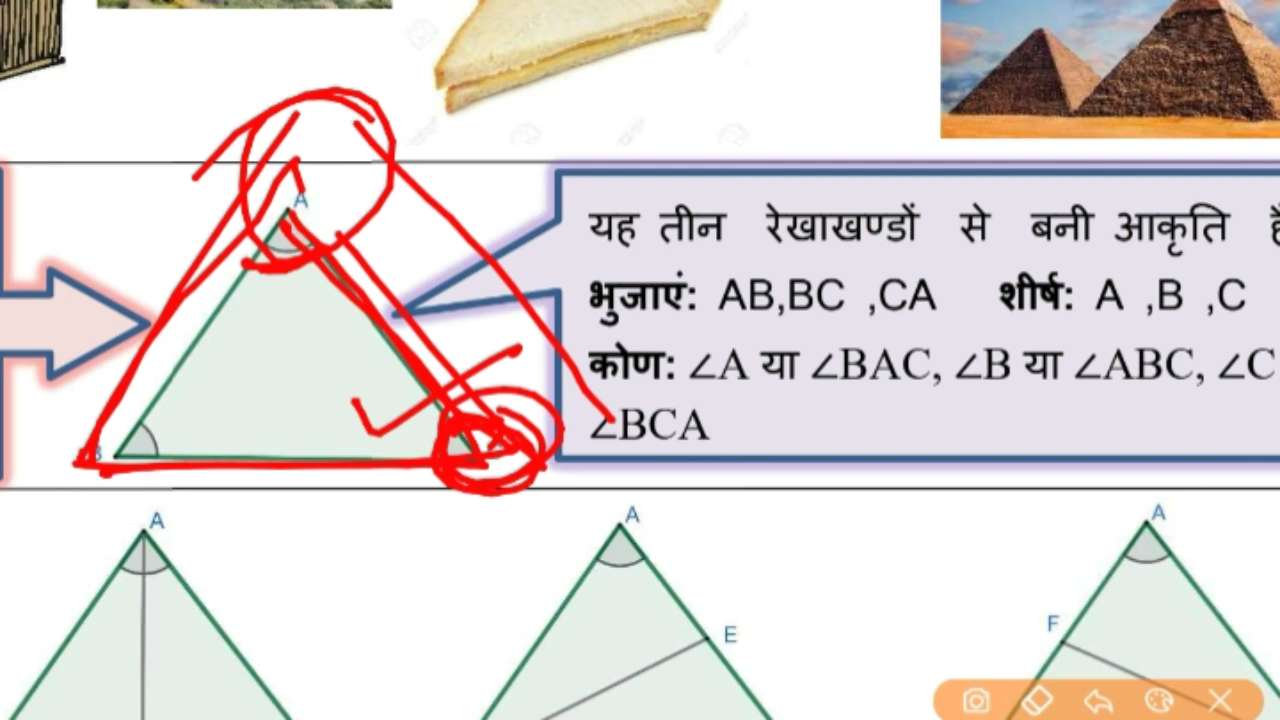 A
B
यह तीन रेखाखण्डों से बनी आकृति है
भुजाएं: AB,BC ,CA शीर्ष: A ,B ,C
कोण: ∠A या ∠BAC, ∠B या ∠ABC, ∠C
∠BCA
A
A
E
A
F